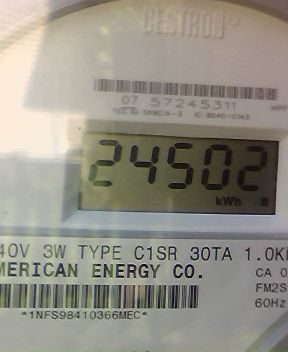 CENTRON®
07 57245311
24502
kWh
40V 3W TYPE C1SR 30TA 1.0K
MERICAN ENERGY CO.
CA 0
FM2S
60Hz
*1NFS98410366MEC*